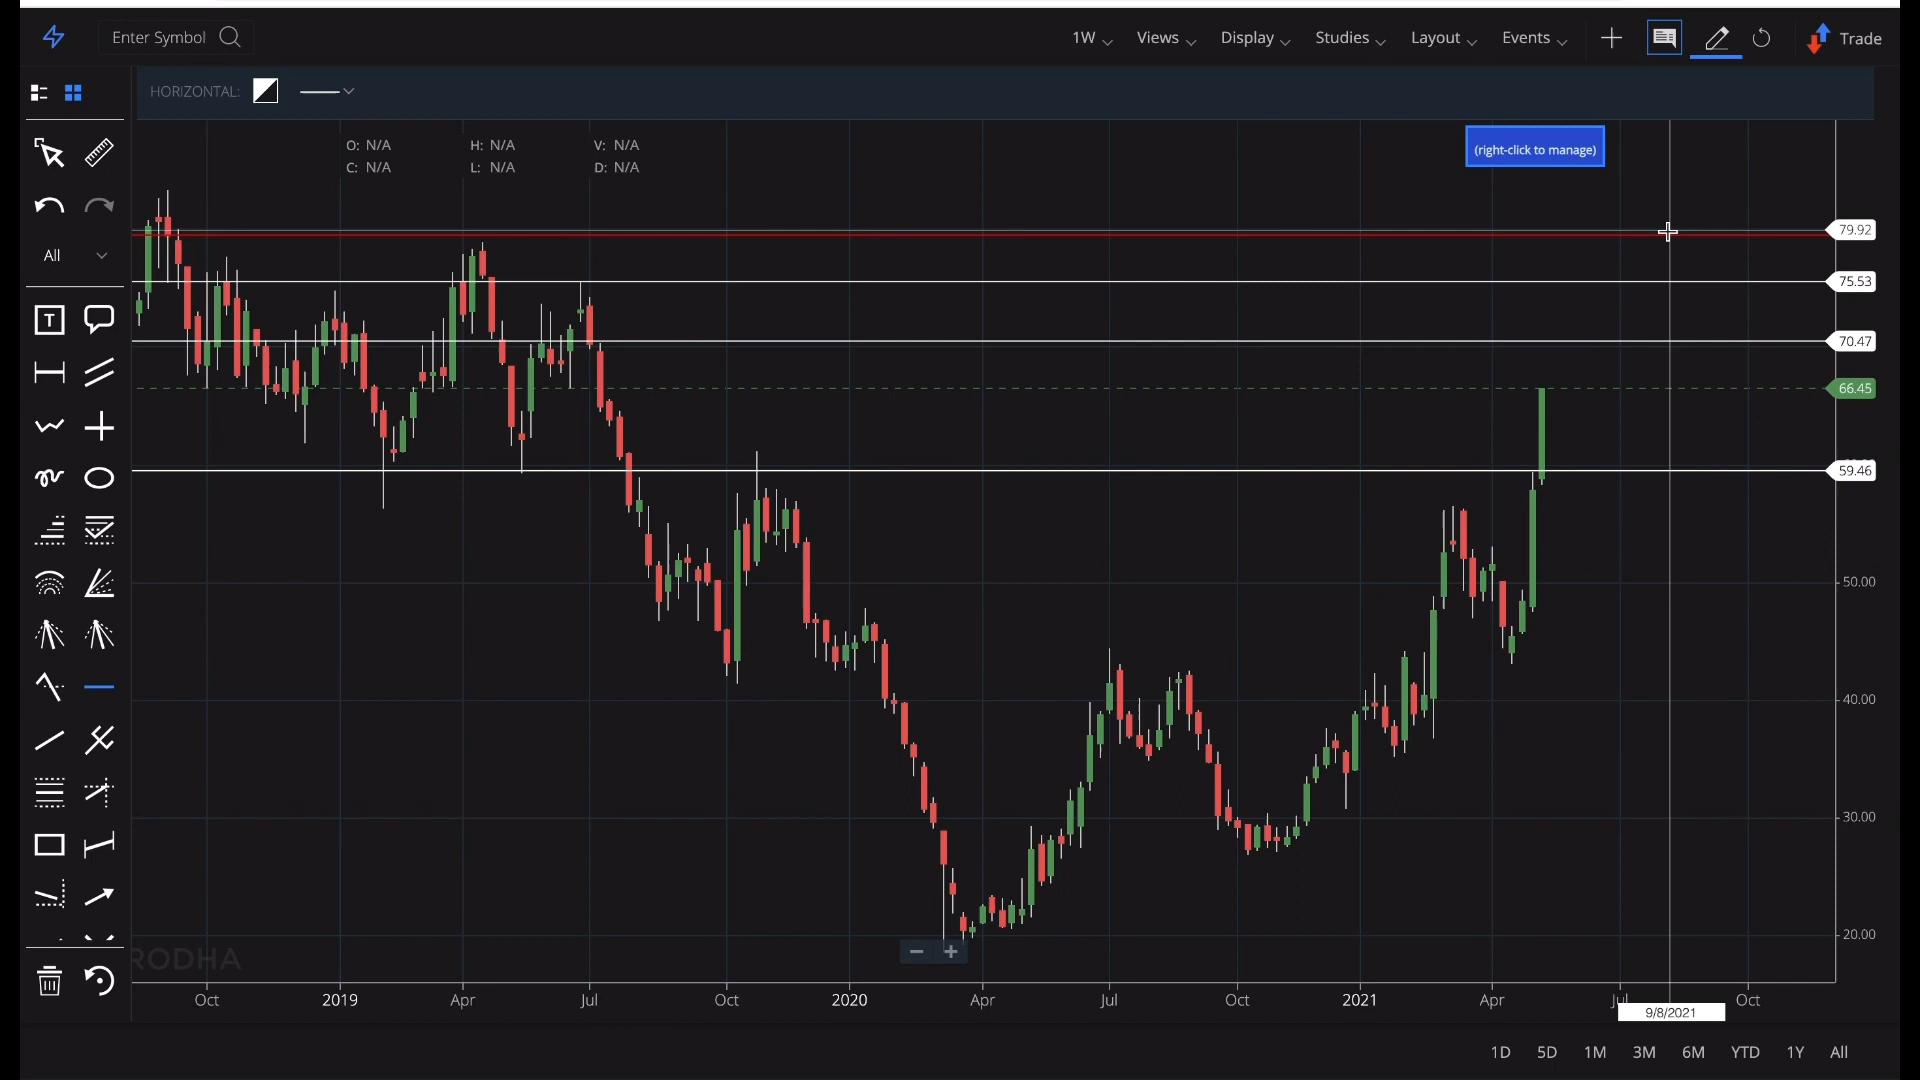 Enter Symbol 1W Views Display Studies Layout Events Trade
HORIZONTAL:
O: N/A H: N/A V: N/A
C: N/A L: N/A D: N/A
(right-click to manage)
All
T
79.92
75.53
70.47
66.45
59.46
50.00
40.00
30.00
20.00
RODHA
Oct 2019 Apr Jul Oct 2020 Apr Jul Oct 2021 Apr Jul Oct
9/8/2021
1D 5D 1M 3M 6M YTD 1Y All